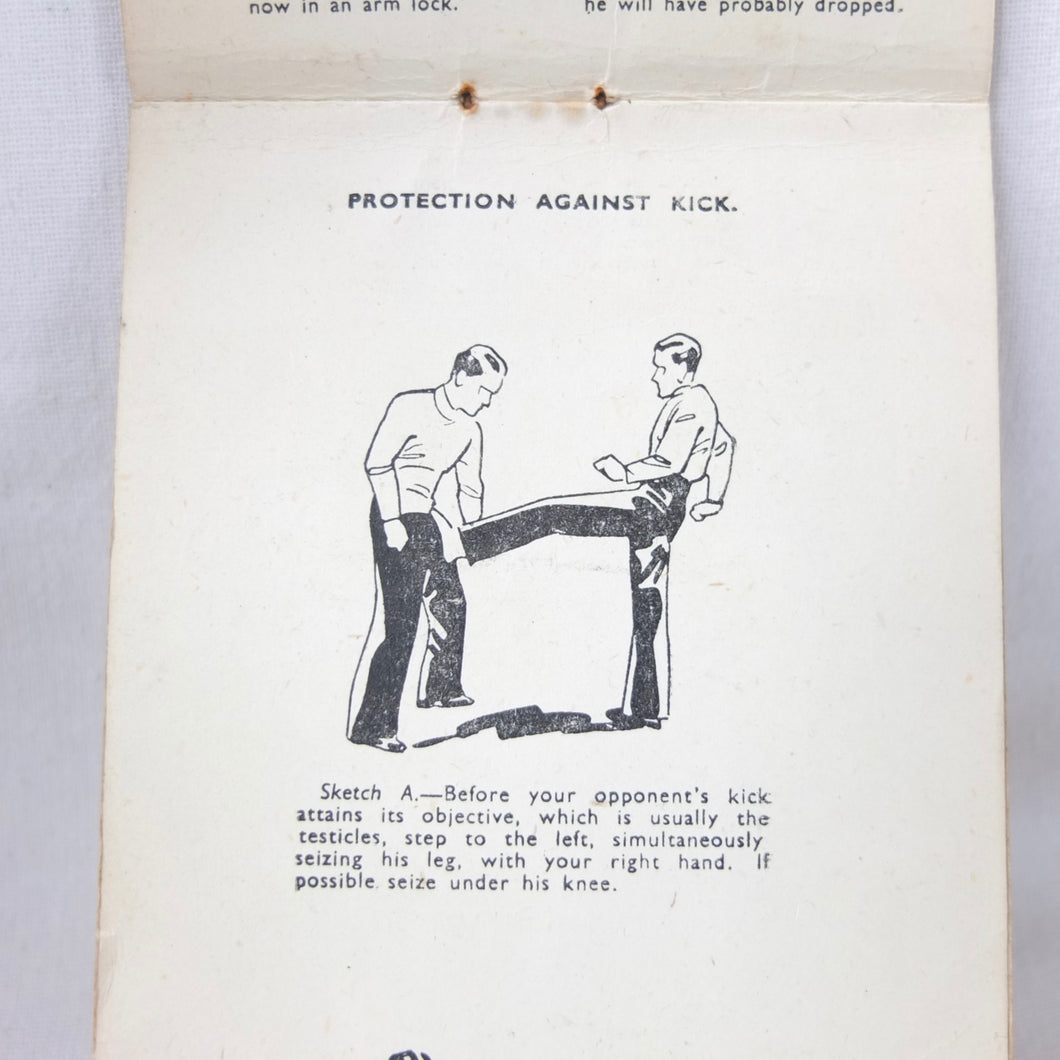 now in an arm lock.
he will have probably dropped.
PROTECTION AGAINST KICK.
Sketch A.—Before your opponent's kick
attains its objective, which is usually the
testicles, step to the left, simultaneously
seizing his leg, with your right hand. If
possible seize under his knee.